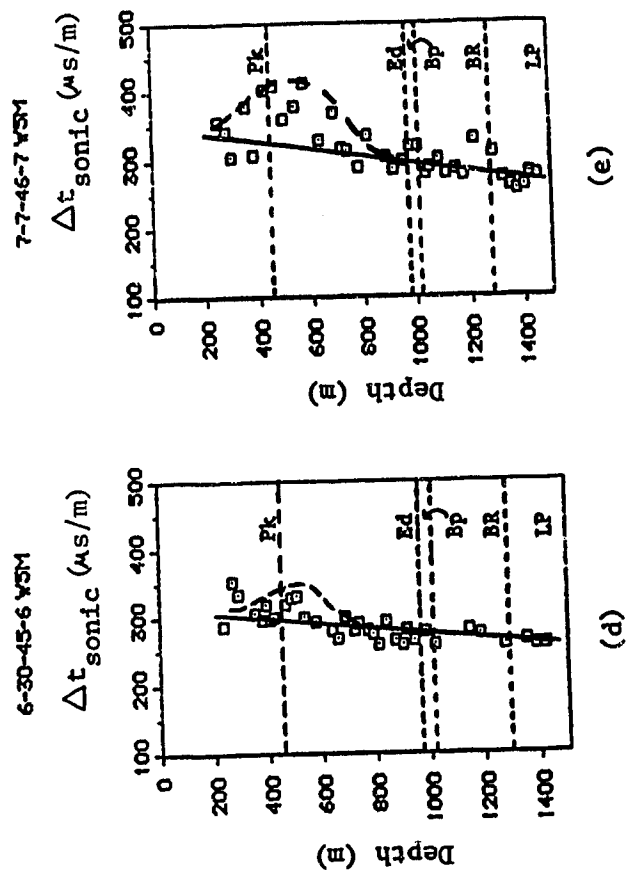 6-30-45-6 W5M
Δt sonic (μs/m)
100 200 300 400 500
0
200
400
600
800
1000
1200
1400
Depth (m)
Pk
Ed
Bp
BR
LP
(d)
7-7-46-7 W5M
Δt sonic (μs/m)
100 200 300 400 500
0
200
400
600
800
1000
1200
1400
Depth (m)
Pk
Ed
Bp
BR
LP
(e)